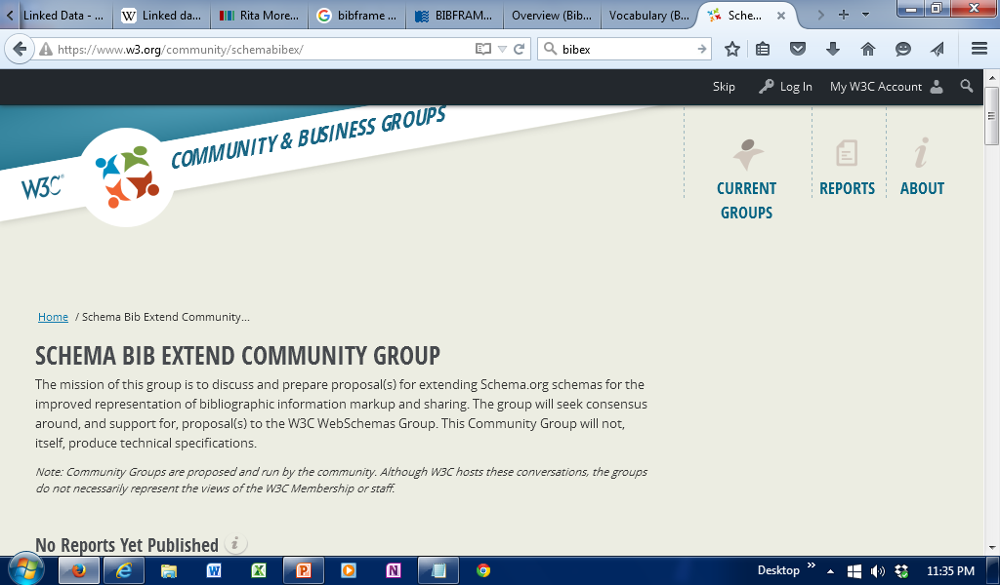 Linked Data - ...
Linked da...
Rita More...
bibframe ...
BIBFRAM...
Overview (Bib...
Vocabulary (B...
Sche...
https://www.w3.org/community/schemabibex/
bibex
Skip
Log In
My W3C Account
W3C®
COMMUNITY & BUSINESS GROUPS
CURRENT
GROUPS
REPORTS
ABOUT
Home / Schema Bib Extend Community...
SCHEMA BIB EXTEND COMMUNITY GROUP
The mission of this group is to discuss and prepare proposal(s) for extending Schema.org schemas for the
improved representation of bibliographic information markup and sharing. The group will seek consensus
around, and support for, proposal(s) to the W3C WebSchemas Group. This Community Group will not,
itself, produce technical specifications.
Note: Community Groups are proposed and run by the community. Although W3C hosts these conversations, the groups
do not necessarily represent the views of the W3C Membership or staff.
No Reports Yet Published
Desktop
11:35 PM